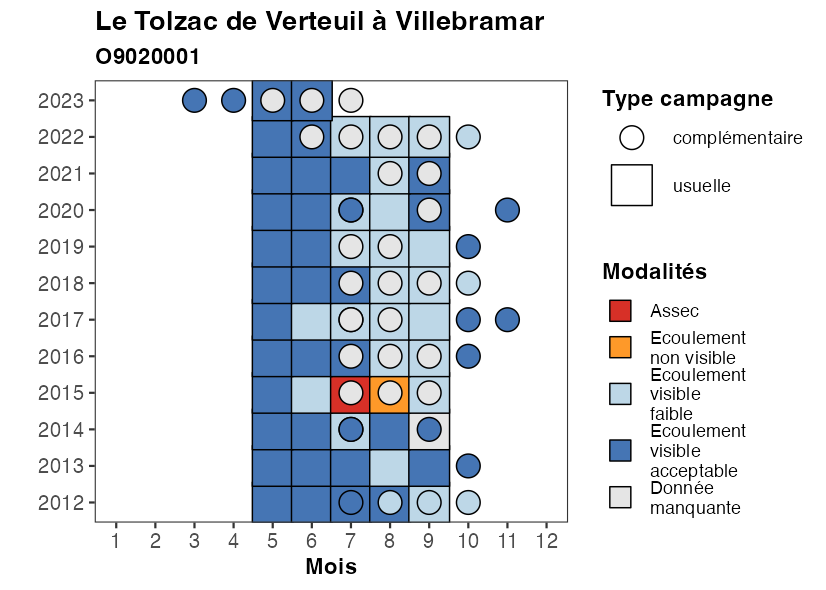 Le Tolzac de Verteuil à Villebramar
O9020001
2023
2022
2021
2020
2019
2018
2017
2016
2015
2014
2013
2012
1 2 3 4 5 6 7 8 9 10 11 12
Mois
Type campagne
complémentaire
usuelle
Modalités
Assec
Ecoulement
non visible
Ecoulement
visible
faible
Ecoulement
visible
acceptable
Donnée
manquante